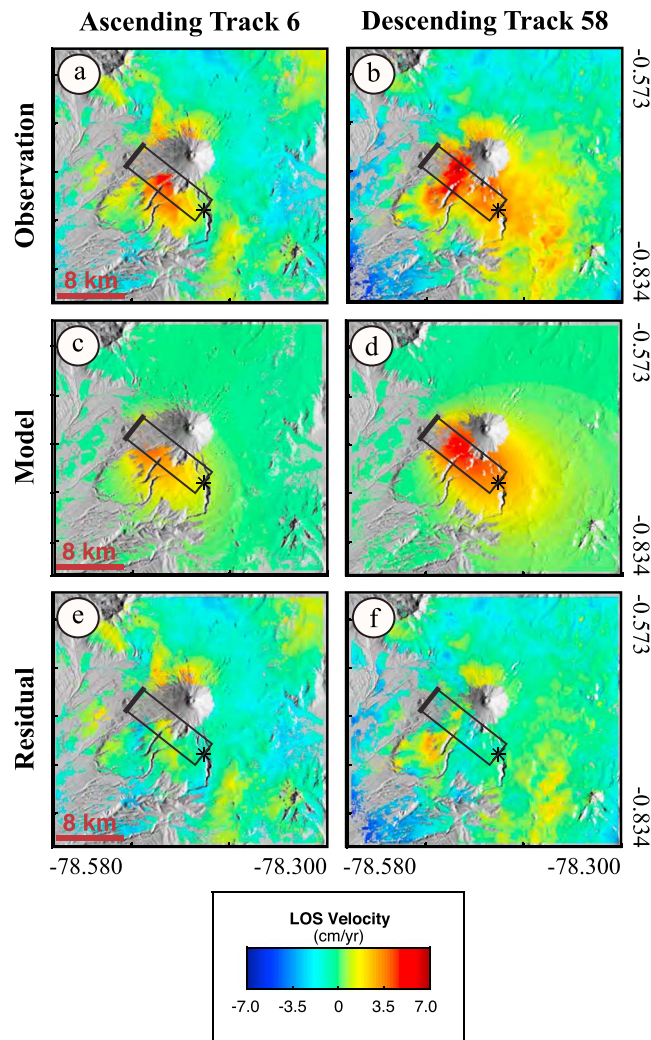 Ascending Track 6
Descending Track 58
Observation
a
b
8 km
-0.573
-0.834
Model
c
d
8 km
-0.573
-0.834
Residual
e
f
8 km
-0.573
-0.834
-78.580
-78.300
-78.580
-78.300
LOS Velocity
(cm/yr)
-7.0
-3.5
0
3.5
7.0